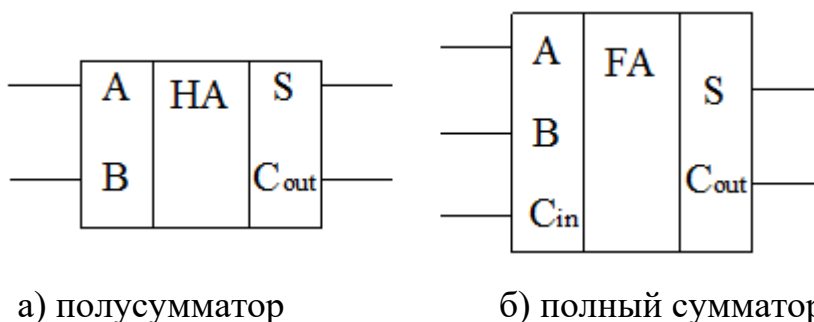 A HA S
B Cout
A FA S
B Cout
Cin
а) полусумматор
б) полный сумматор